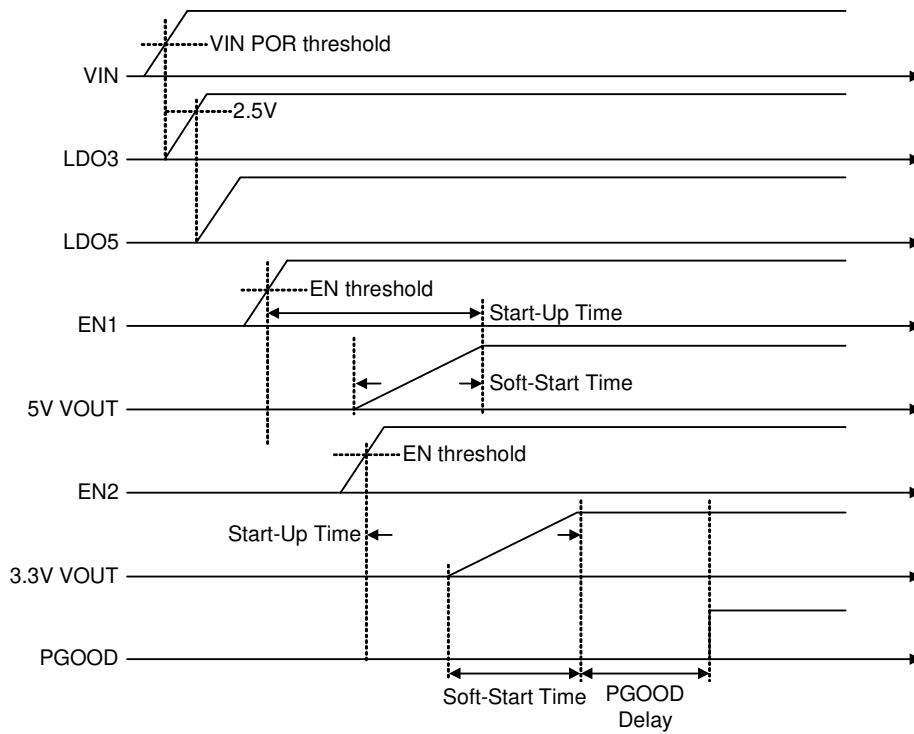 VIN POR threshold
VIN
2.5V
LDO3
LDO5
EN threshold
Start-Up Time
EN1
Soft-Start Time
5V VOUT
EN threshold
EN2
Start-Up Time
3.3V VOUT
PGOOD
Soft-Start Time
PGOOD
Delay